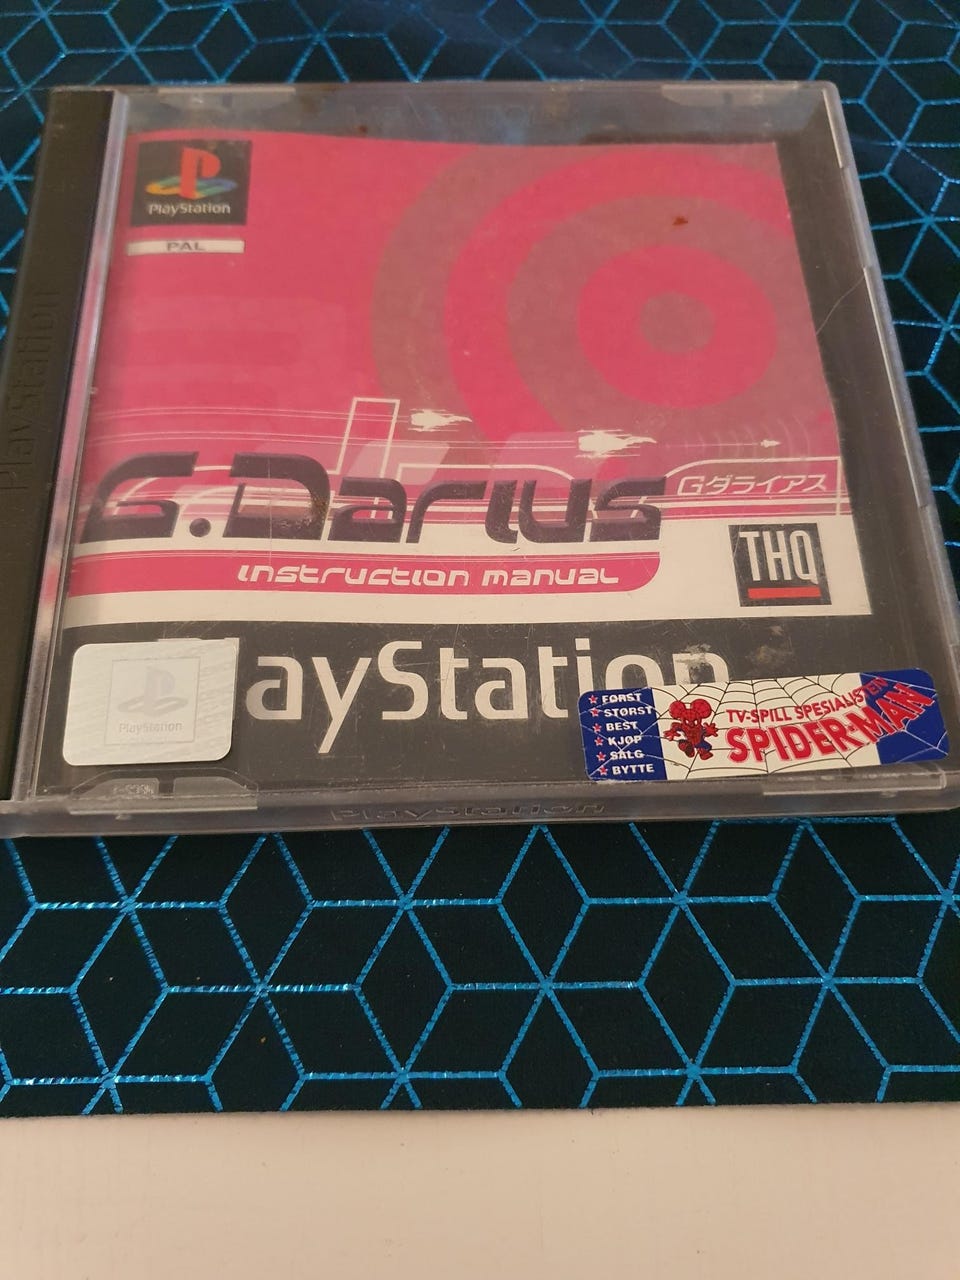 PlayStation
PAL
PlayStation
G.Darius
Gダライアス
instruction manual
THQ
ayStation
PlayStation
★ FØRST
★ STØRST
★ BEST
★ KJØP
★ SALG
★ BYTTE
TV-SPILL SPESIALISTEN
SPIDER-MAN
PlayStation